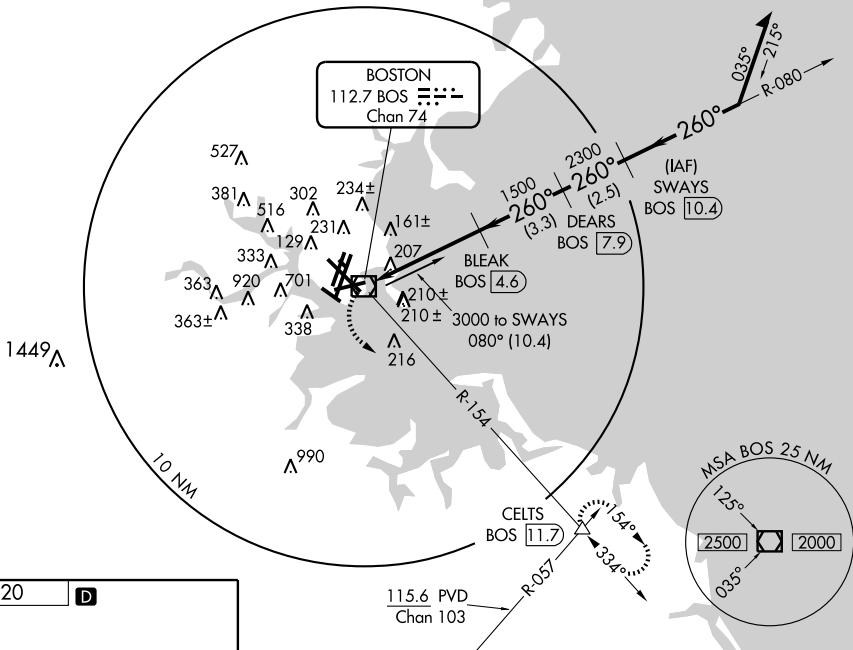 BOSTON
112.7 BOS
Chan 74
035°
215°
R-080
260°
2300
(IAF)
SWAYS
BOS 10.4
260°
(2.5)
1500
260°
(3.3)
DEARS
BOS 7.9
BLEAK
BOS 4.6
527
381
302
234±
516
231
161±
129
207
333
363
920
701
210±
363±
338
210 ±
3000 to SWAYS
080° (10.4)
216
1449
R-154
990
10 NM
MSA BOS 25 NM
125°
2500
2000
035°
CELTS
BOS 11.7
154°
334°
R-057
115.6 PVD
Chan 103
20
D